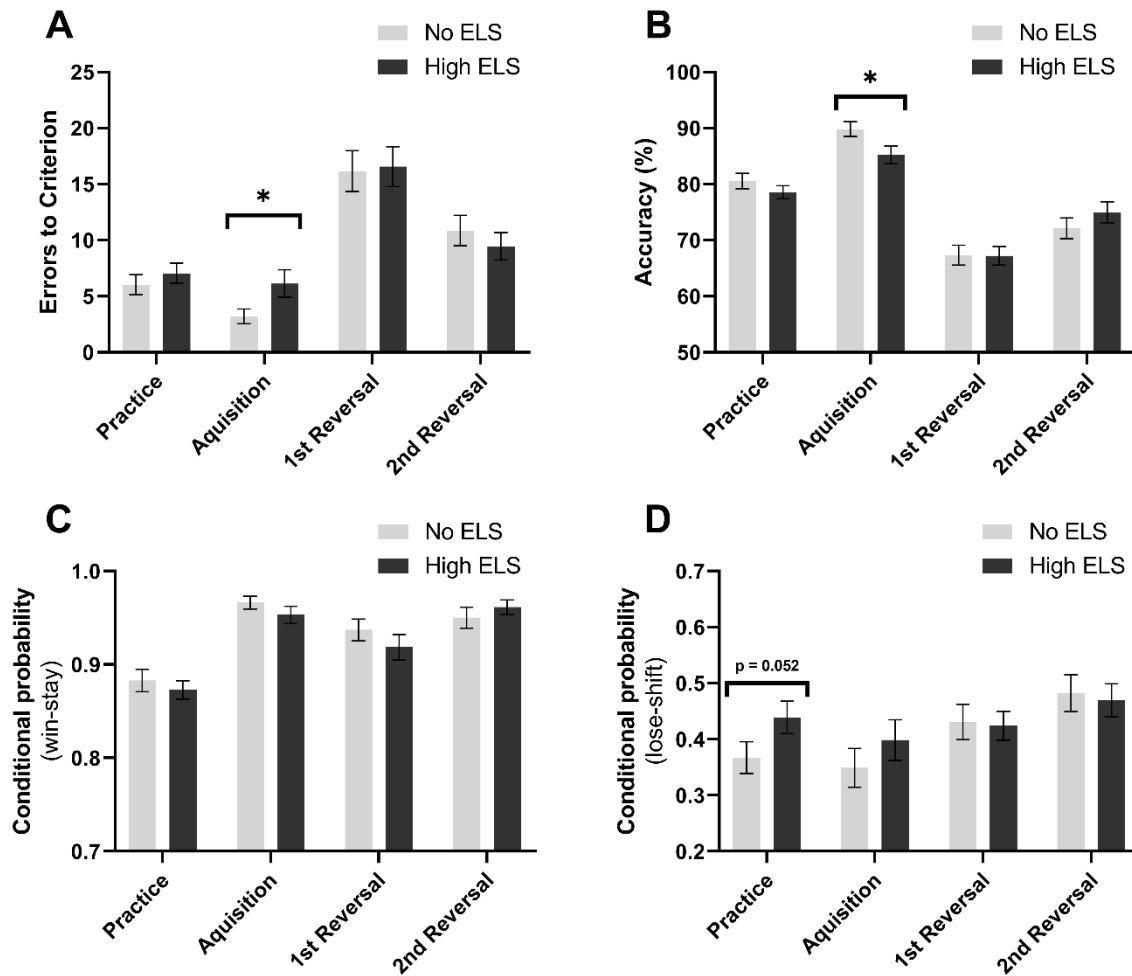 A
No ELS
High ELS
Errors to Criterion
25
20
15
10
5
0
*
Practice
Aquisition
1st Reversal
2nd Reversal
B
No ELS
High ELS
Accuracy (%)
100
90
80
70
60
50
*
Practice
Aquisition
1st Reversal
2nd Reversal
C
No ELS
High ELS
Conditional probability
(win-stay)
1.0
0.9
0.8
0.7
Practice
Aquisition
1st Reversal
2nd Reversal
D
No ELS
High ELS
Conditional probability
(lose-shift)
0.7
0.6
0.5
0.4
0.3
0.2
p = 0.052
Practice
Aquisition
1st Reversal
2nd Reversal